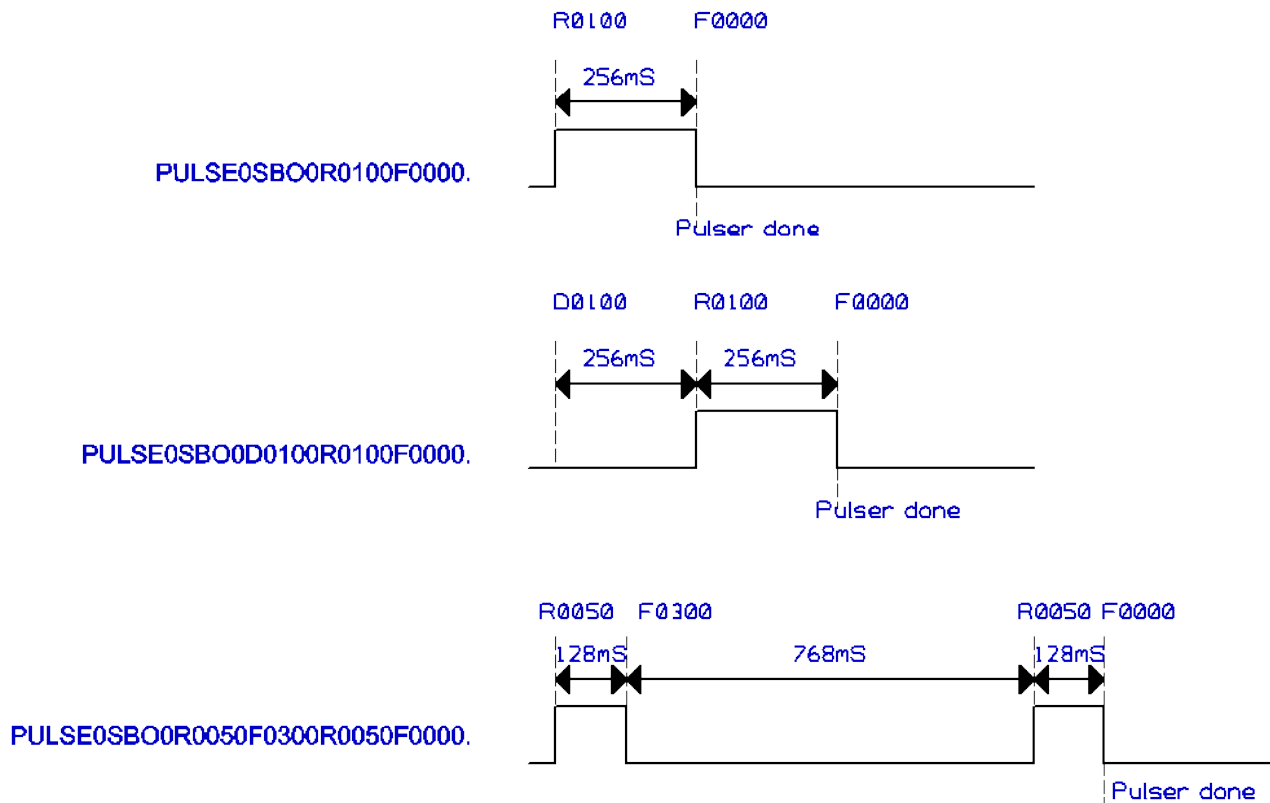 R0100 F0000
256mS
PULSE0SBO0R0100F0000.
Pulser done
D0100 R0100 F0000
256mS 256mS
PULSE0SBO0D0100R0100F0000.
Pulser done
R0050 F0300 R0050 F0000
128mS 768mS 128mS
PULSE0SBO0R0050F0300R0050F0000.
Pulser done